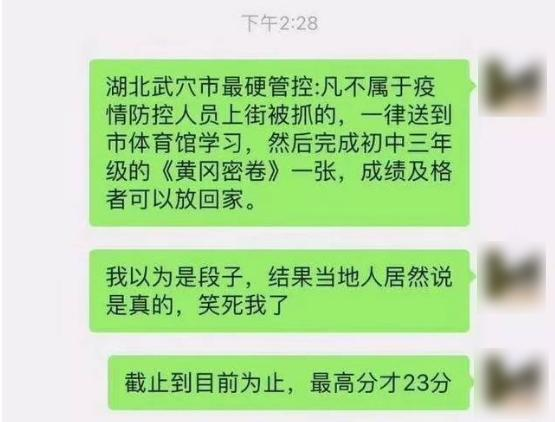 下午2:28
湖北武穴市最硬管控:凡不属于疫
情防控人员上街被抓的，一律送到
市体育馆学习，然后完成初中三年
级的《黄冈密卷》一张，成绩及格
者可以放回家。
我以为是段子，结果当地人居然说
是真的，笑死我了
截止到目前为止，最高分才23分